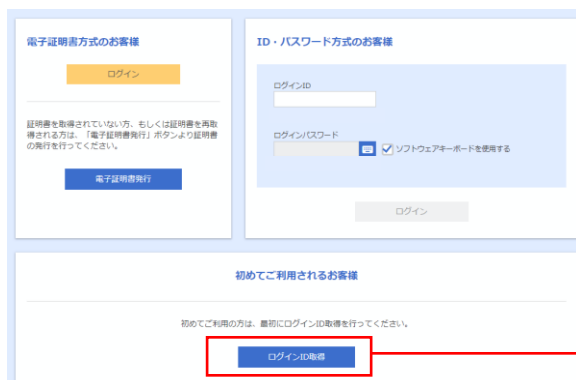 電子証明書方式のお客様
ログイン
証明書を取得されていない方、もしくは証明書を再取
得される方は、「電子証明書発行」ボタンより証明書
の発行を行ってください。
電子証明書発行
ID・パスワード方式のお客様
ログインID
ログインパスワード
ソフトウェアキーボードを使用する
ログイン
初めてご利用されるお客様
初めてご利用の方は、最初にログインID取得を行ってください。
ログインID取得